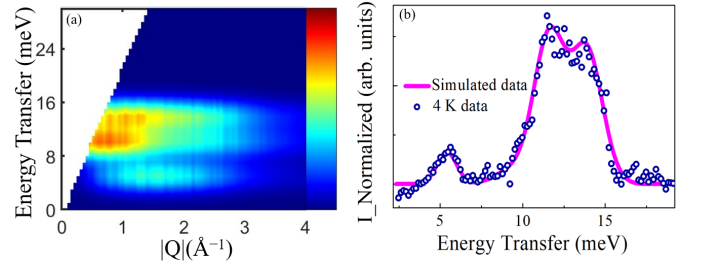 (a)
Energy Transfer (meV)
24
16
8
0
0
1
2
3
4
|Q|(Å⁻¹)
(b)
I_Normalized (arb. units)
Simulated data
4 K data
5
10
15
Energy Transfer (meV)